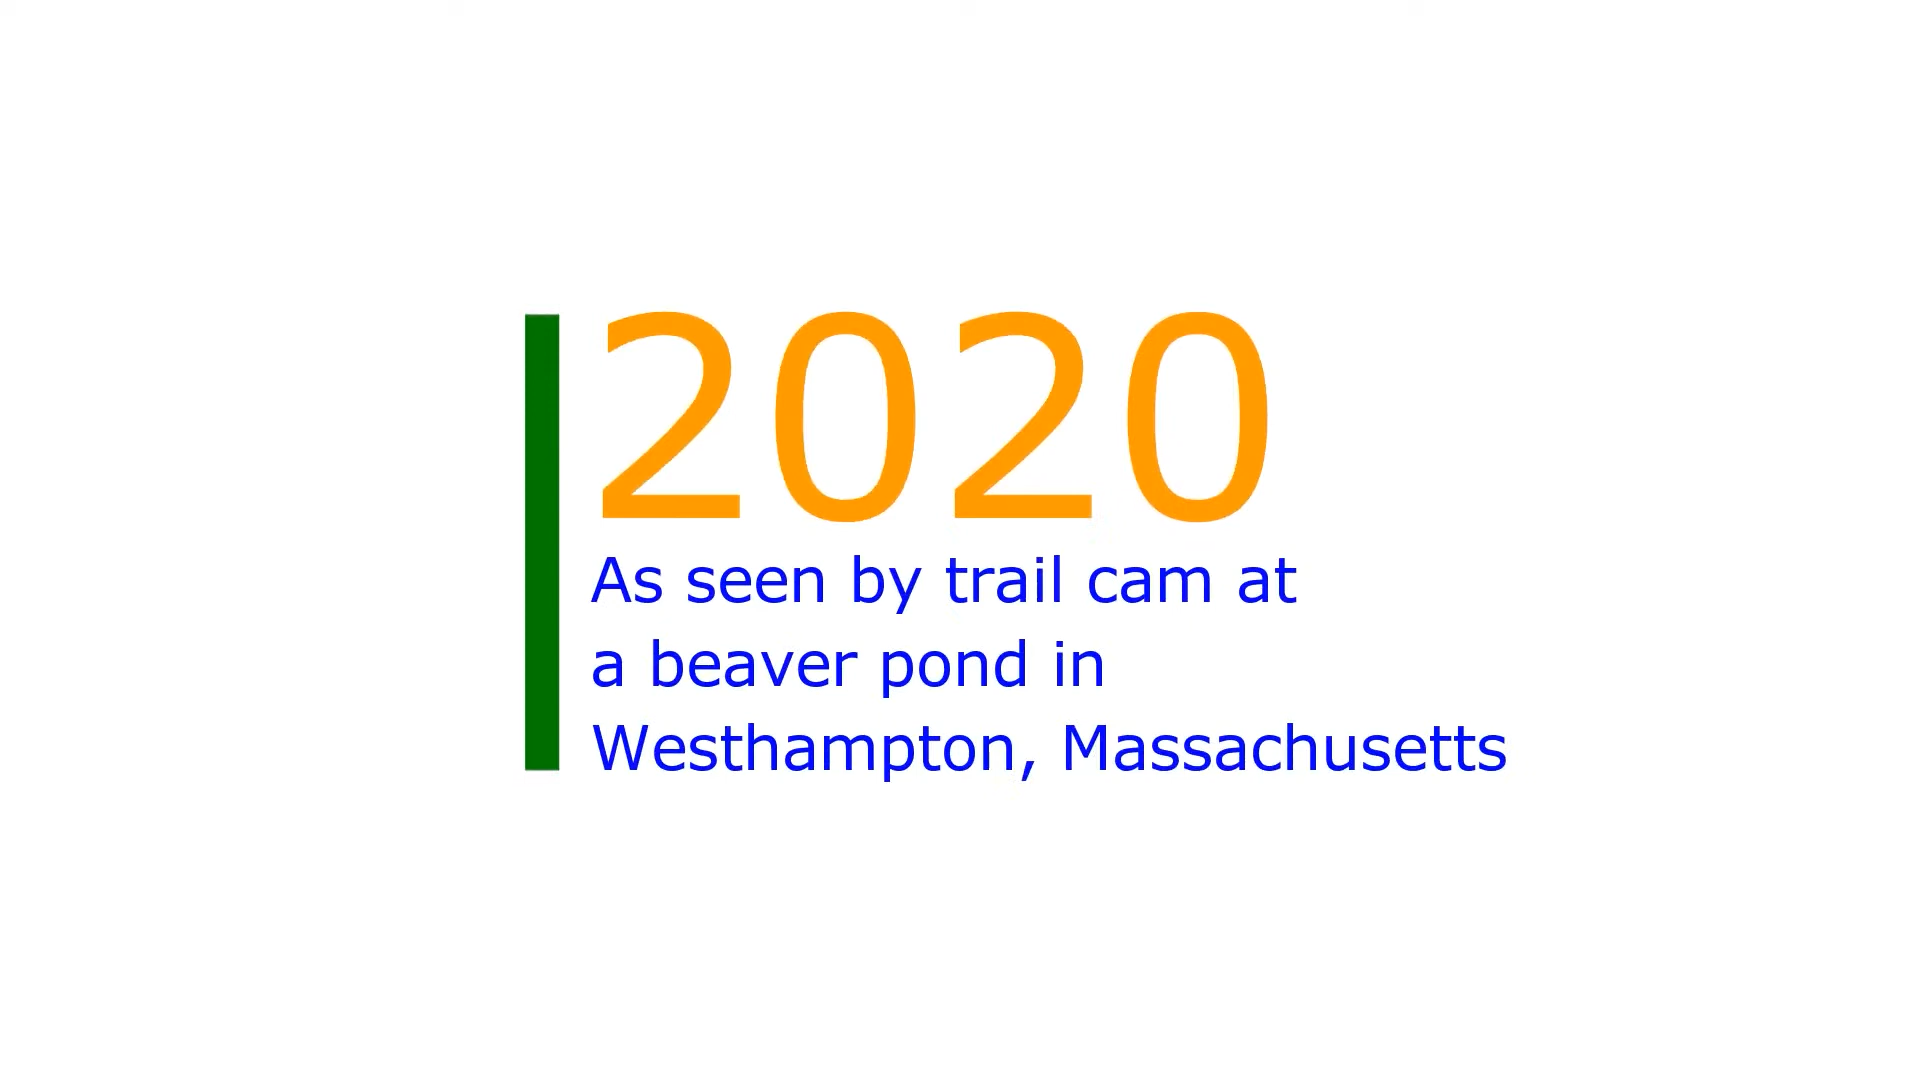 2020
As seen by trail cam at
a beaver pond in
Westhampton, Massachusetts